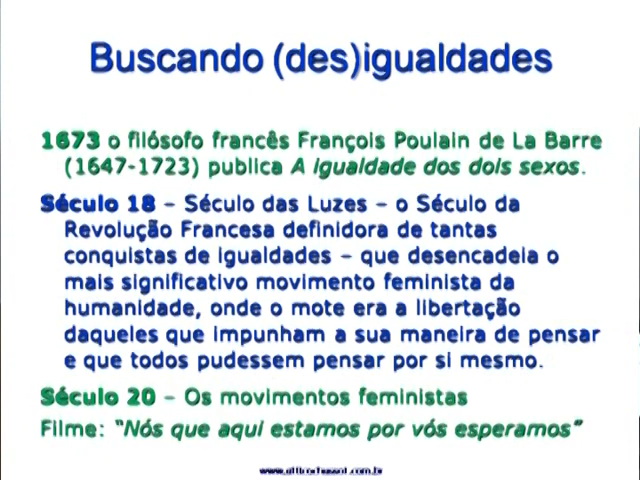 Buscando (des)igualdades
1673 o filósofo francês François Poulain de La Barre
(1647-1723) publica A igualdade dos dois sexos.
Século 18 – Século das Luzes – o Século da
Revolução Francesa definidora de tantas
conquistas de igualdades – que desencadeia o
mais significativo movimento feminista da
humanidade, onde o mote era a libertação
daqueles que impunham a sua maneira de pensar
e que todos pudessem pensar por si mesmo.
Século 20 – Os movimentos feministas
Filme: “Nós que aqui estamos por vós esperamos”